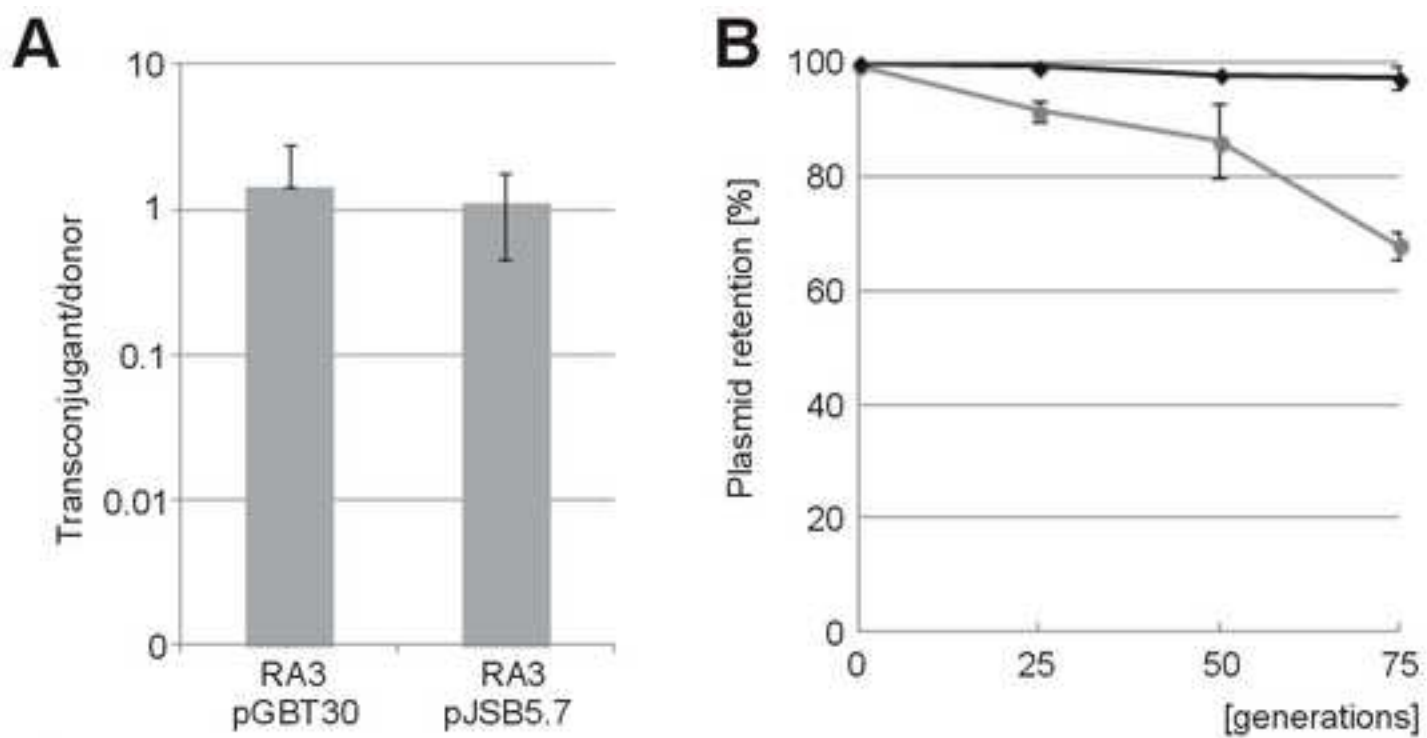 A
10
1
0.1
0.01
0
Transconjugant/donor
RA3
pGBT30
RA3
pJSB5.7
B
100
80
60
40
20
0
Plasmid retention [%]
0 25 50 75
[generations]